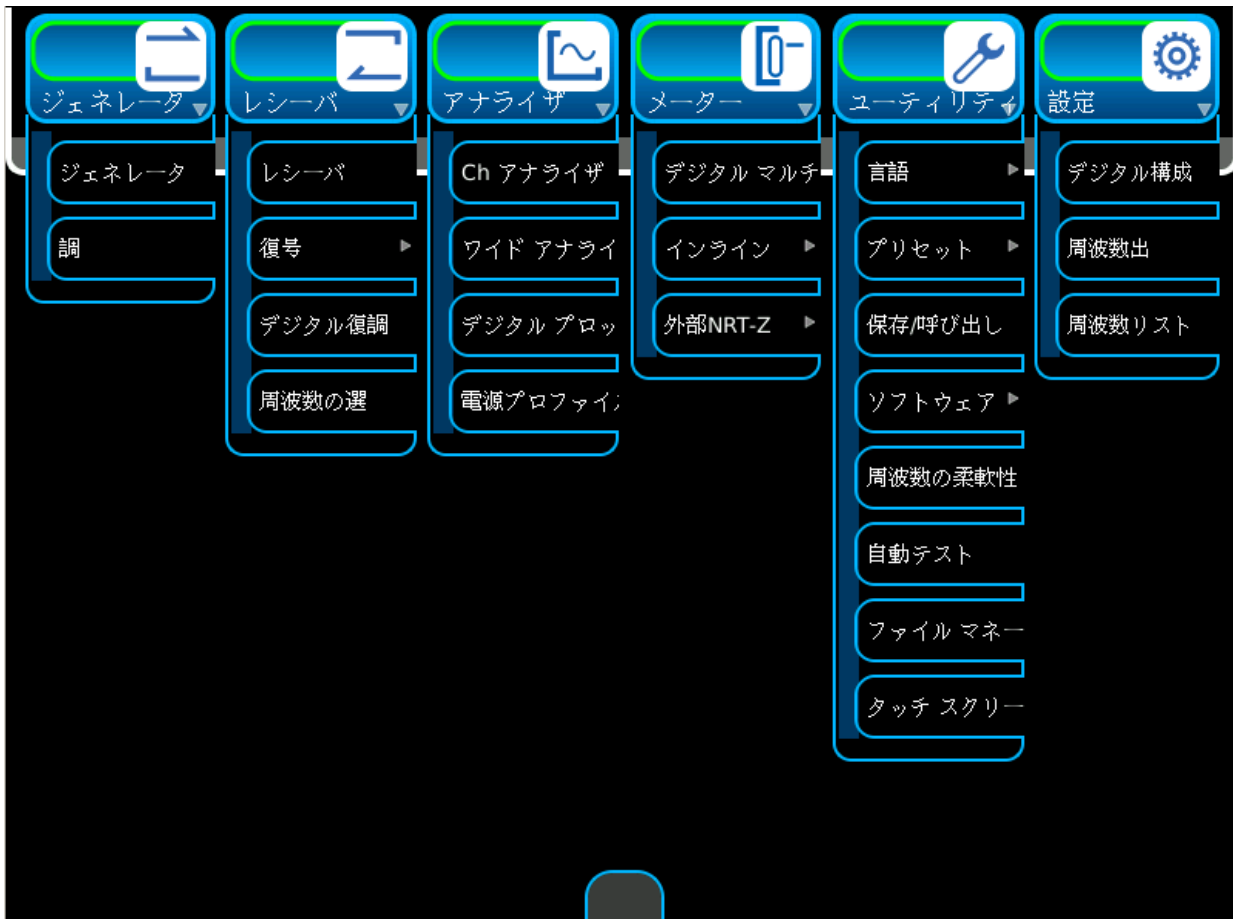 ジェネレータ
レシーバ
アナライザ
メーター
ユーティリティ
設定
ジェネレータ
調
レシーバ
復号
デジタル復調
周波数の選
Ch アナライザ
ワイド アナライ
デジタル プロッ
電源プロファイ
デジタル マルチ
インライン
外部NRT-Z
言語
プリセット
保存/呼び出し
ソフトウェア
周波数の柔軟性
自動テスト
ファイル マネー
タッチ スクリー
デジタル構成
周波数出
周波数リスト